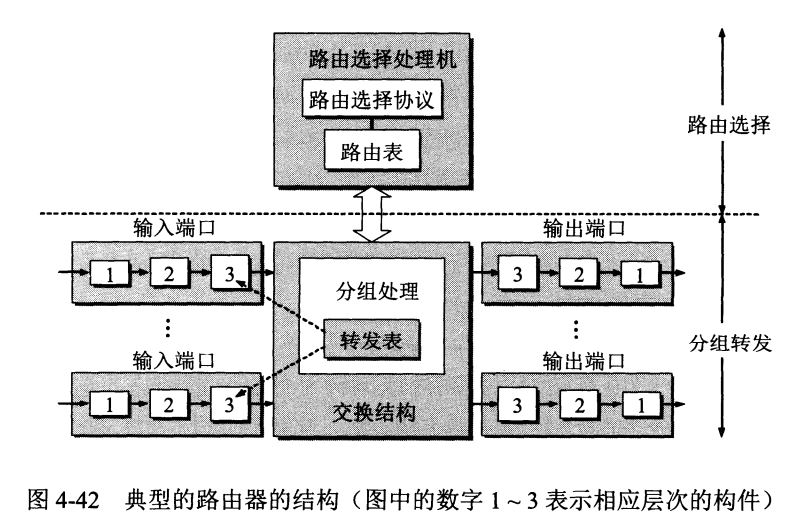 路由选择处理机
路由选择协议
路由表
路由选择
输入端口
输出端口
1 2 3
分组处理
3 2 1
转发表
⋮
⋮
分组转发
输入端口
输出端口
1 2 3
交换结构
3 2 1
图 4-42 典型的路由器的结构（图中的数字 1 ~ 3 表示相应层次的构件）